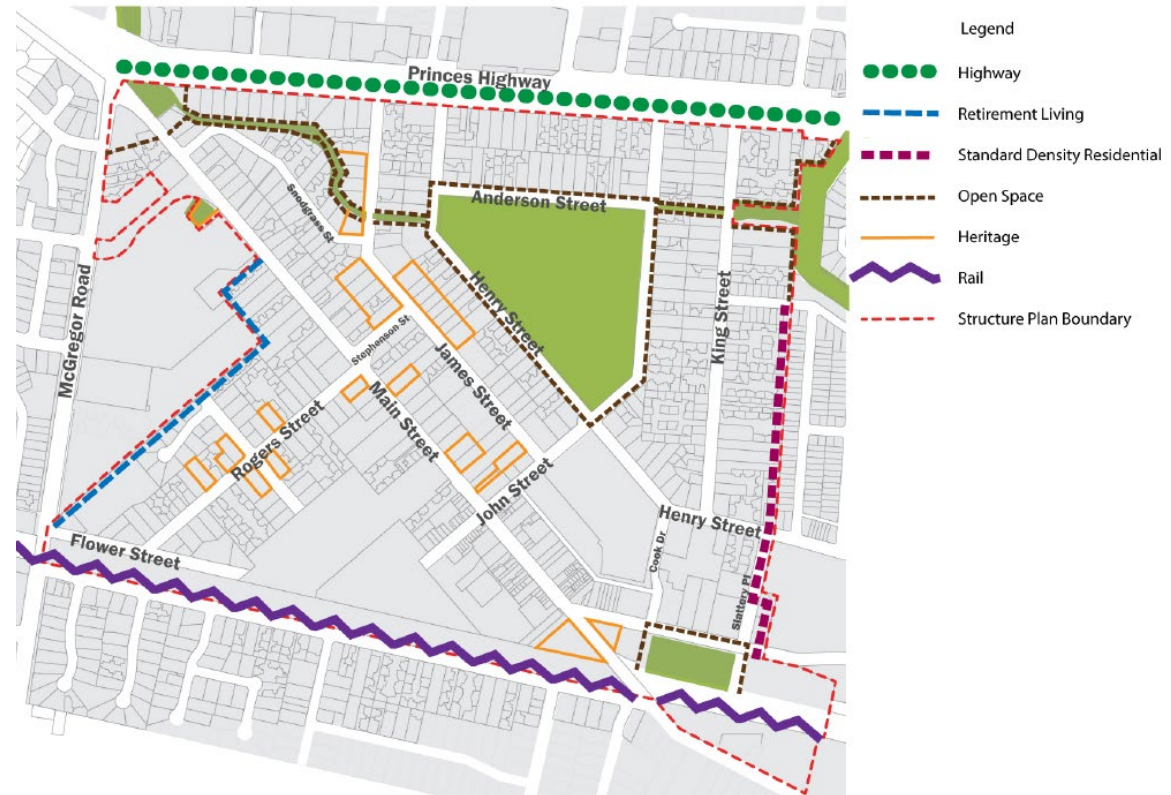 Legend
Highway
Retirement Living
Standard Density Residential
Open Space
Heritage
Rail
Structure Plan Boundary
Princes Highway
Anderson Street
Snodgrass St
McGregor Road
Henry Street
King Street
Stephenson St
James Street
Main Street
Rogers Street
John Street
Henry Street
Cook Dr
Slattery Pl
Flower Street